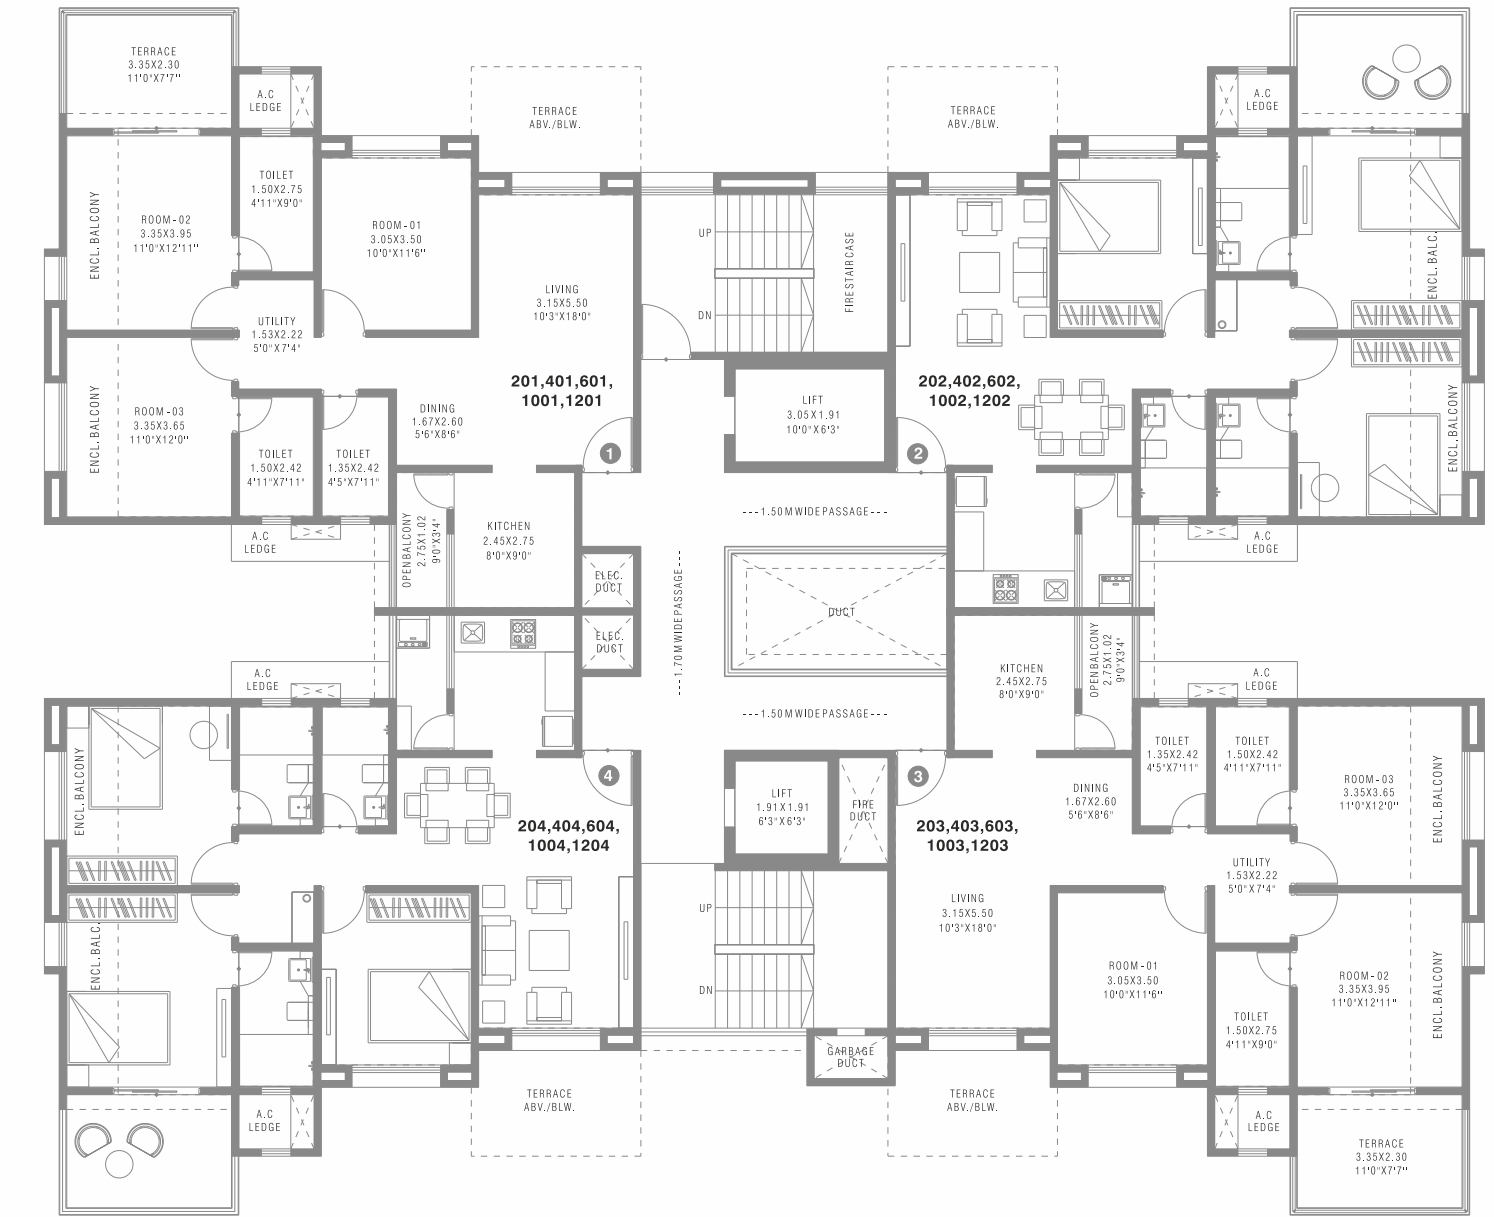 TERRACE
3.35X2.30
11'0"X7'7"
A.C
LEDGE
TERRACE
ABV./BLW.
TERRACE
ABV./BLW.
A.C
LEDGE
ENCL. BALCONY
ROOM-02
3.35X3.95
11'0"X12'11"
TOILET
1.50X2.75
4'11"X9'0"
ROOM-01
3.05X3.50
10'0"X11'6"
LIVING
3.15X5.50
10'3"X18'0"
UP
DN
FIRE STAIRCASE
ENCL. BALC.
UTILITY
1.53X2.22
5'0"X7'4"
201,401,601,
1001,1201
202,402,602,
1002,1202
LIFT
3.05X1.91
10'0"X6'3"
ENCL. BALCONY
ROOM-03
3.35X3.65
11'0"X12'0"
DINING
1.67X2.60
5'6"X8'6"
1
2
ENCL. BALCONY
TOILET
1.50X2.42
4'11"X7'11"
TOILET
1.35X2.42
4'5"X7'11"
A.C
LEDGE
OPEN BALCONY
2.75X1.02
9'0"X3'4"
KITCHEN
2.45X2.75
8'0"X9'0"
1.50 M WIDE PASSAGE
A.C
LEDGE
ELEC.
DUCT
ELEC.
DUCT
1.70 M WIDE PASSAGE
DUCT
A.C
LEDGE
KITCHEN
2.45X2.75
8'0"X9'0"
OPEN BALCONY
2.75X1.02
9'0"X3'4"
A.C
LEDGE
1.50 M WIDE PASSAGE
ENCL. BALCONY
4
3
TOILET
1.35X2.42
4'5"X7'11"
TOILET
1.50X2.42
4'11"X7'11"
ROOM-03
3.35X3.65
11'0"X12'0"
ENCL. BALCONY
LIFT
1.91X1.91
6'3"X6'3"
FIRE
DUCT
DINING
1.67X2.60
5'6"X8'6"
204,404,604,
1004,1204
203,403,603,
1003,1203
UTILITY
1.53X2.22
5'0"X7'4"
ENCL. BALC.
UP
DN
LIVING
3.15X5.50
10'3"X18'0"
ROOM-01
3.05X3.50
10'0"X11'6"
ROOM-02
3.35X3.95
11'0"X12'11"
ENCL. BALCONY
TOILET
1.50X2.75
4'11"X9'0"
GARBAGE
DUCT
A.C
LEDGE
TERRACE
ABV./BLW.
TERRACE
ABV./BLW.
A.C
LEDGE
TERRACE
3.35X2.30
11'0"X7'7"